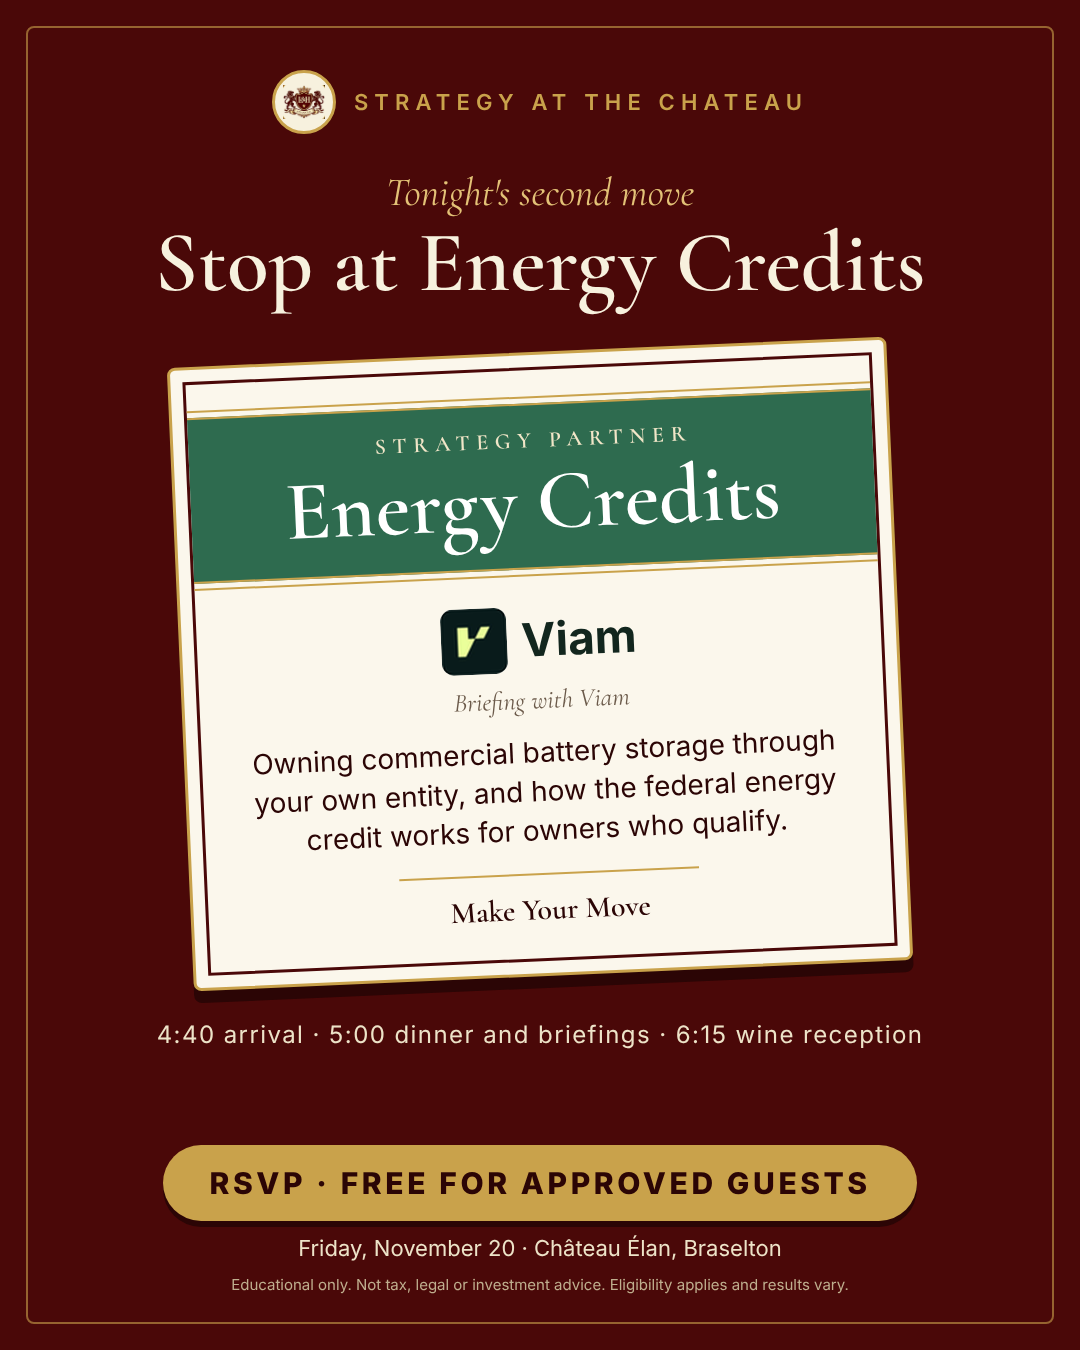 STRATEGY AT THE CHATEAU
Tonight's second move
Stop at Energy Credits
STRATEGY PARTNER
Energy Credits
Viam
Briefing with Viam
Owning commercial battery storage through
your own entity, and how the federal energy
credit works for owners who qualify.
Make Your Move
4:40 arrival · 5:00 dinner and briefings · 6:15 wine reception
RSVP · FREE FOR APPROVED GUESTS
Friday, November 20 · Château Élan, Braselton
Educational only. Not tax, legal or investment advice. Eligibility applies and results vary.